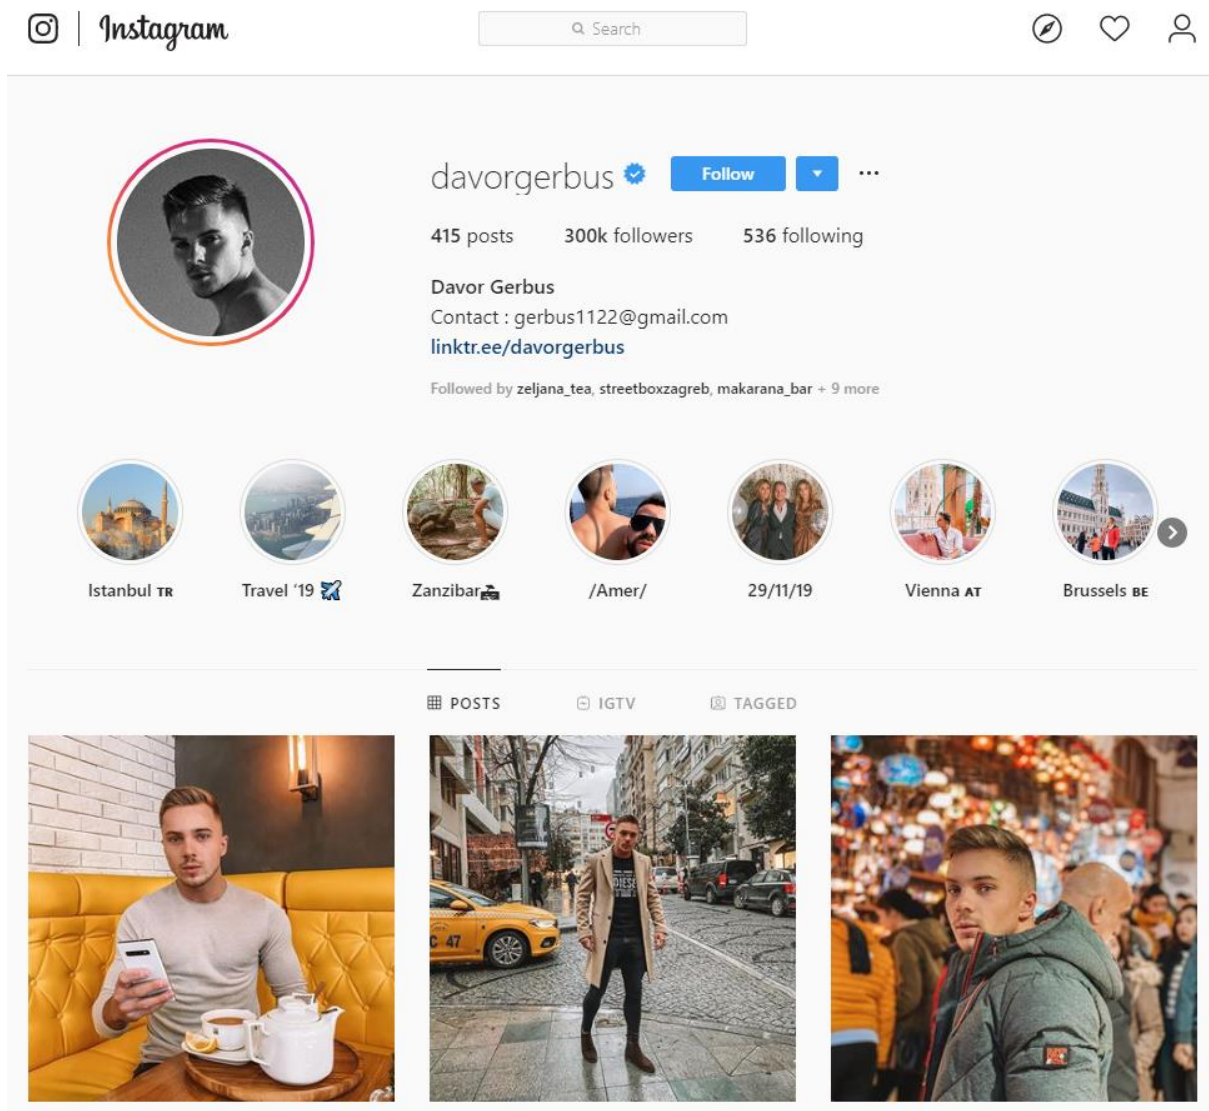 Instagram
Search
davorgerbus Follow
415 posts 300k followers 536 following
Davor Gerbus
Contact : gerbus1122@gmail.com
linktr.ee/davorgerbus
Followed by zeljana_tea, streetboxzagreb, makarana_bar + 9 more
Istanbul TR Travel '19 Zanzibar /Amer/ 29/11/19 Vienna AT Brussels BE
POSTS IGTV TAGGED
DIESE
C 47